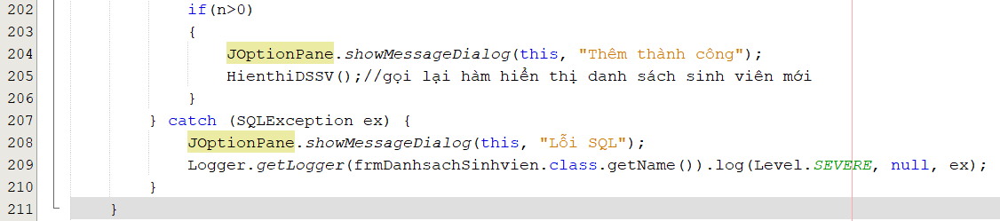 202 if(n>0)
203 {
204 JOptionPane.showMessageDialog(this, "Thêm thành công");
205 HienthiDSSV();//gọi lại hàm hiển thị danh sách sinh viên mới
206 }
207 } catch (SQLException ex) {
208 JOptionPane.showMessageDialog(this, "Lỗi SQL");
209 Logger.getLogger(frmDanhsachSinhvien.class.getName()).log(Level.SEVERE, null, ex);
210 }
211 }